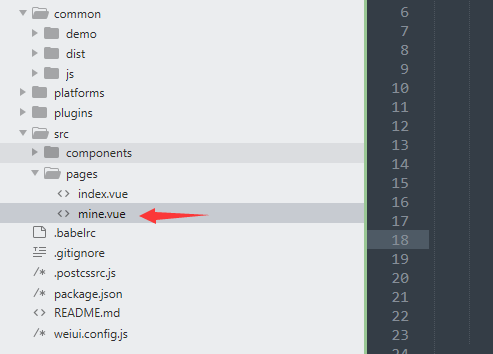 common
demo
dist
js
platforms
plugins
src
components
pages
index.vue
mine.vue
.babelrc
.gitignore
.postcssrc.js
package.json
README.md
weiui.config.js
6
7
8
9
10
11
12
13
14
15
16
17
18
19
20
21
22
23
24